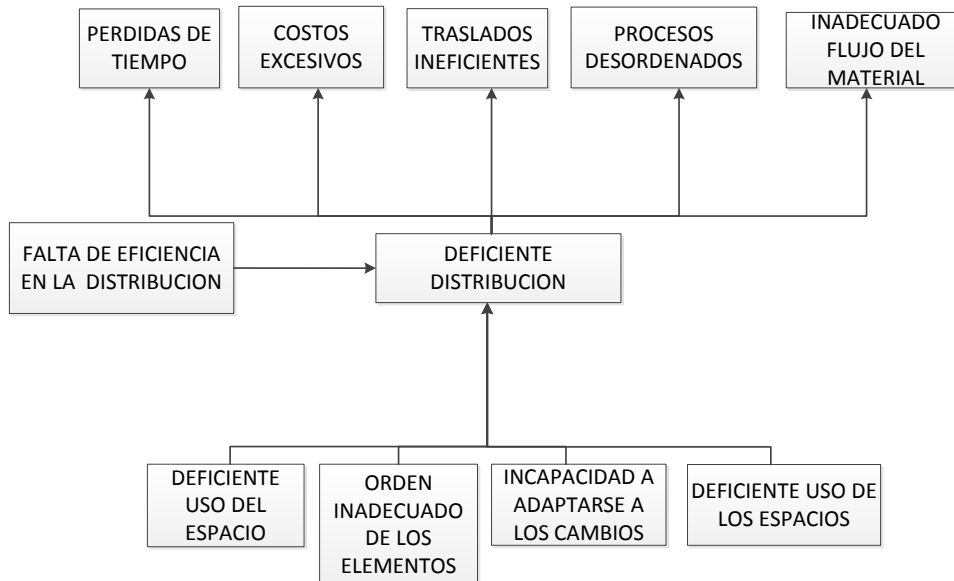 PERDIDAS DE
TIEMPO
COSTOS
EXCESIVOS
TRASLADOS
INEFICIENTES
PROCESOS
DESORDENADOS
INADECUADO
FLUJO DEL
MATERIAL
FALTA DE EFICIENCIA
EN LA  DISTRIBUCION
DEFICIENTE
DISTRIBUCION
DEFICIENTE
USO DEL
ESPACIO
ORDEN
INADECUADO
DE LOS
ELEMENTOS
INCAPACIDAD A
ADAPTARSE A
LOS CAMBIOS
DEFICIENTE USO DE
LOS ESPACIOS